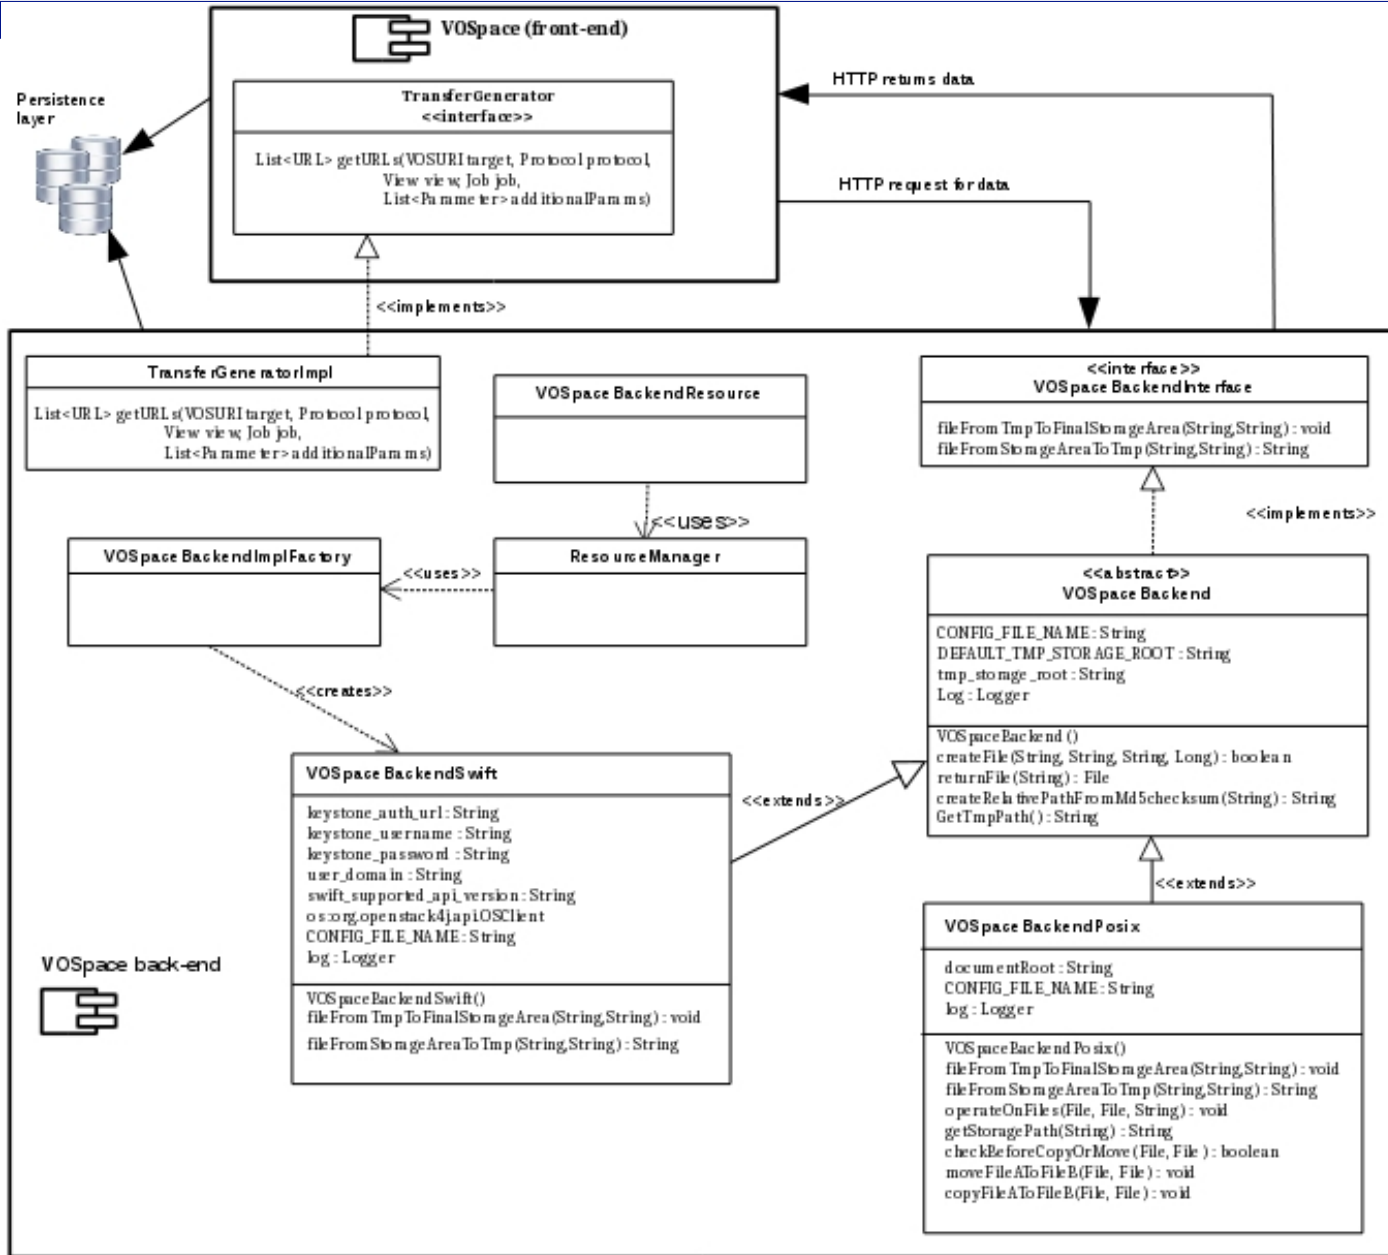 VOSpace (front-end)
Persistence
layer
TransferGenerator
<<interface>>
List<URL> getURLs(VOSURI target, Protocol protocol,
View view, Job job,
List<Parameter> additionalParams)
HTTP returns data
HTTP request for data
<<implements>>
TransferGeneratorImpl
List<URL> getURLs(VOSURI target, Protocol protocol,
View view, Job job,
List<Parameter> additionalParams)
VOSpaceBackendResource
<<uses>>
<<interface>>
VOSpaceBackendInterface
fileFromTmpToFinalStorageArea(String,String) : void
fileFromStorageAreaToTmp(String,String) : String
<<implements>>
VOSpaceBackendImplFactory
<<uses>>
ResourceManager
<<creates>>
<<abstract>>
VOSpaceBackend
CONFIG_FILE_NAME : String
DEFAULT_TMP_STORAGE_ROOT : String
tmp_storage_root : String
Log : Logger
VOSpaceBackend ()
createFile(String, String, String, Long) : boolean
returnFile(String) : File
createRelativePathFromMd5checksum(String) : String
GetTmpPath() : String
VOSpaceBackendSwift
keystone_auth_url : String
keystone_username : String
keystone_password : String
user_domain : String
swift_supported_api_version : String
os:org.openstack4j.api.OSClient
CONFIG_FILE_NAME : String
log : Logger
VOSpaceBackendSwift()
fileFromTmpToFinalStorageArea(String,String) : void
fileFromStorageAreaToTmp(String,String) : String
<<extends>>
<<extends>>
VOSpaceBackendPosix
documentRoot : String
CONFIG_FILE_NAME : String
log : Logger
VOSpaceBackendPosix()
fileFromTmpToFinalStorageArea(String,String) : void
fileFromStorageAreaToTmp(String,String) : String
operateOnFiles(File, File, String) : void
getStoragePath(String) : String
checkBeforeCopyOrMove(File, File ) : boolean
moveFileAToFileB(File, File) : void
copyFileAToFileB(File, File) : void
VOSpace back-end